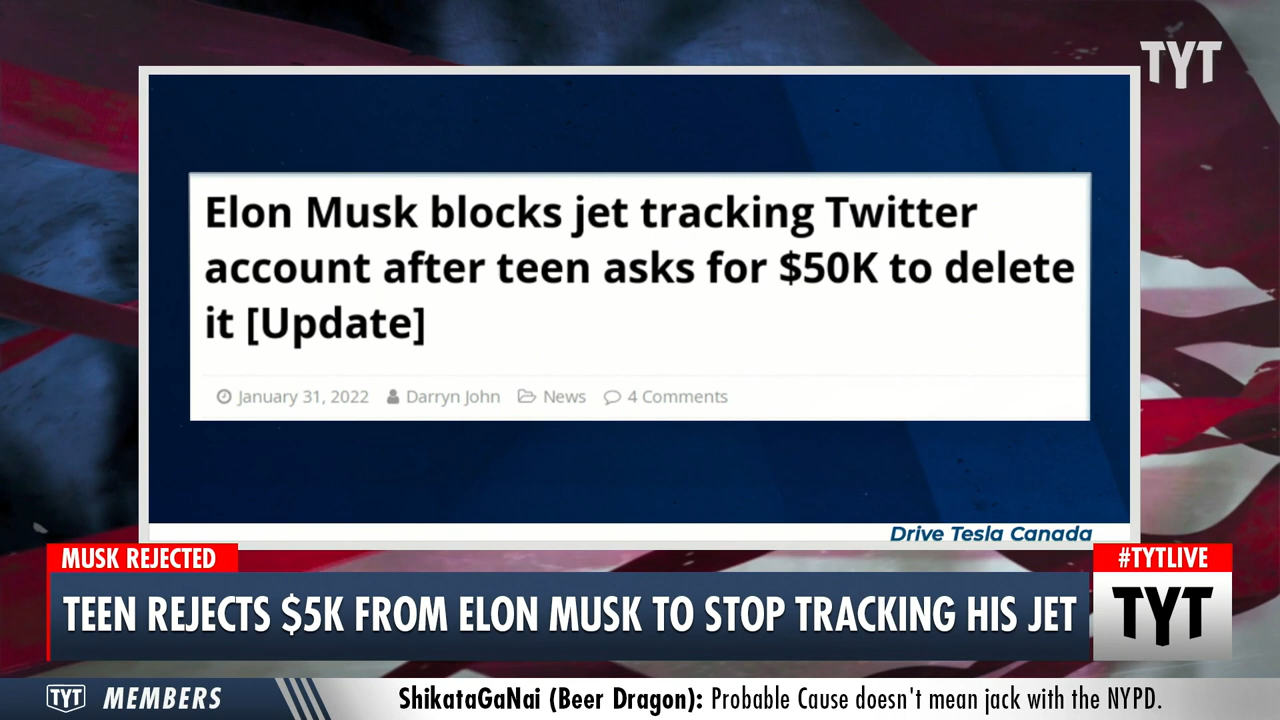 TYT
Elon Musk blocks jet tracking Twitter
account after teen asks for $50K to delete
it [Update]
January 31, 2022 Darryn John News 4 Comments
Drive Tesla Canada
MUSK REJECTED
#TYTLIVE
TEEN REJECTS $5K FROM ELON MUSK TO STOP TRACKING HIS JET
TYT
TYT MEMBERS
ShikataGaNai (Beer Dragon): Probable Cause doesn't mean jack with the NYPD.